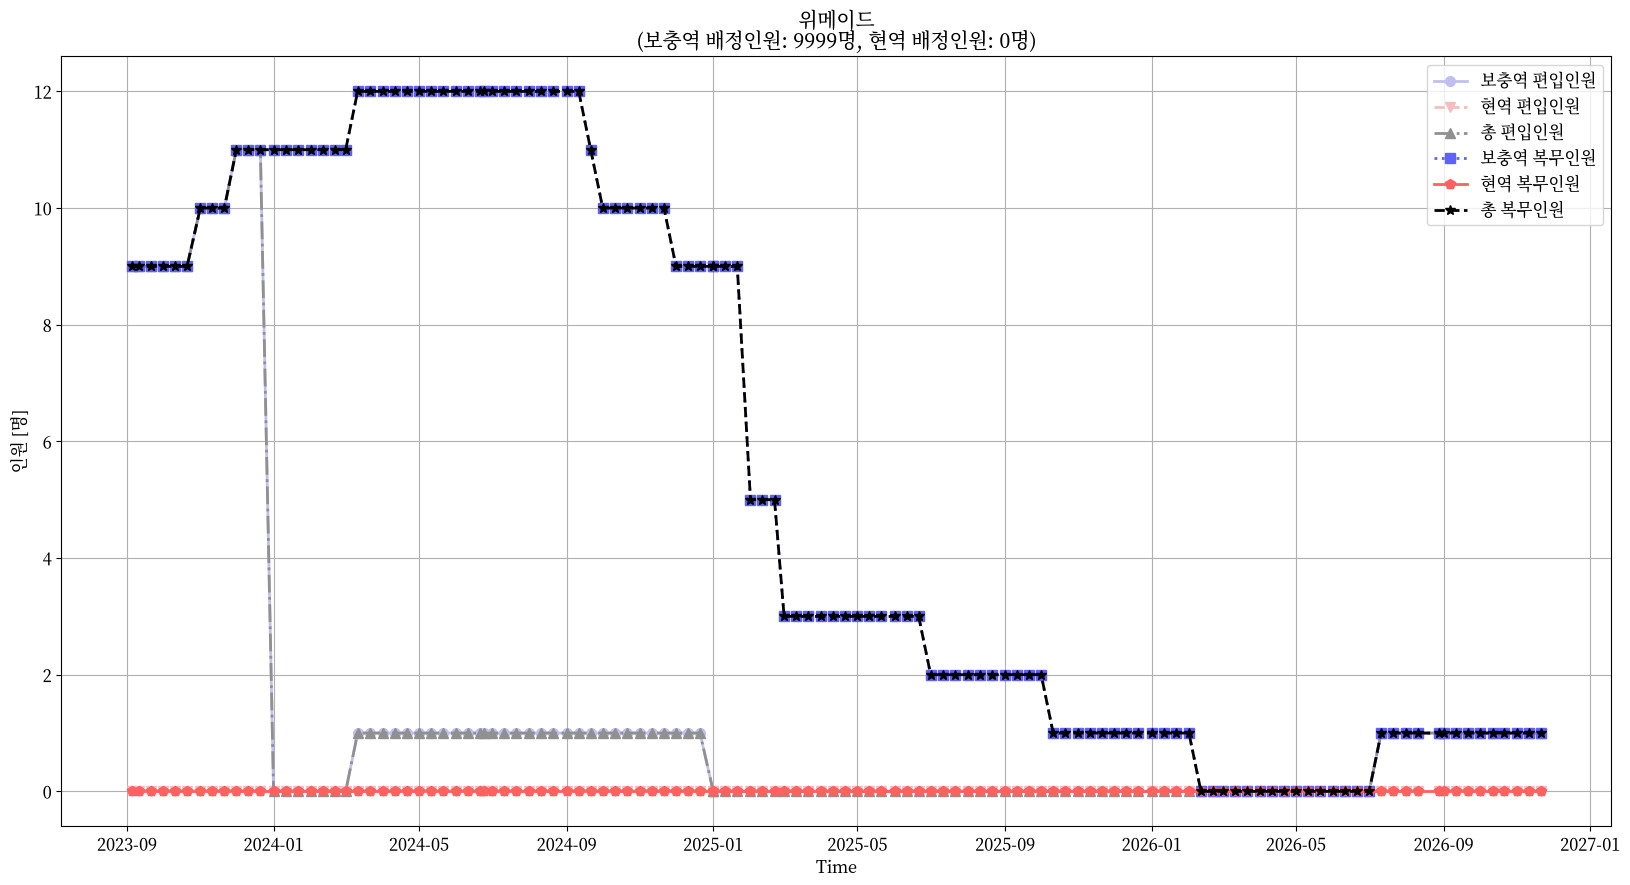 위메이드
(보충역 배정인원: 9999명, 현역 배정인원: 0명)
보충역 편입인원
현역 편입인원
총 편입인원
보충역 복무인원
현역 복무인원
총 복무인원
인원 [명]
12
10
8
6
4
2
0
2023-09 2024-01 2024-05 2024-09 2025-01 2025-05 2025-09 2026-01 2026-05 2026-09 2027-01
Time